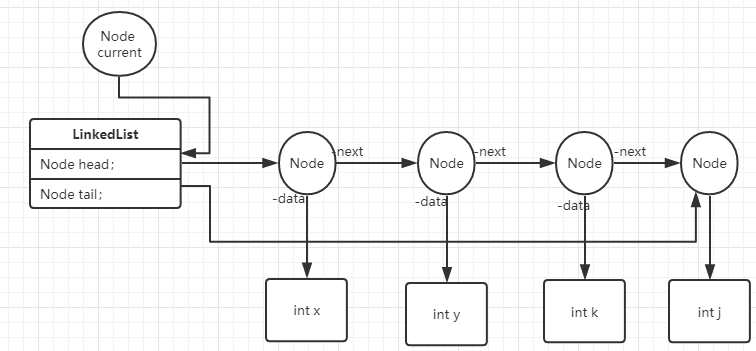 Node
current
LinkedList
Node head;
Node tail;
Node
-next
Node
-next
Node
-next
Node
-data
-data
-data
int x
int y
int k
int j